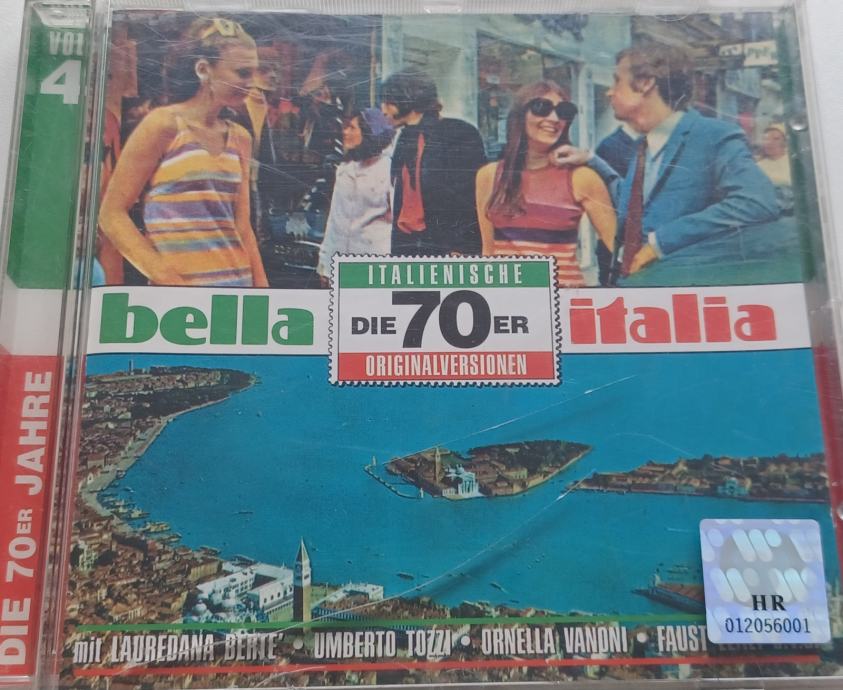 VOL
4
DIE 70ER JAHRE
bella
ITALIENISCHE
DIE 70ER
ORIGINALVERSIONEN
italia
mit LAUREDANA BERTE' • UMBERTO TOZZI • ORNELLA VANONI •
HR
012056001